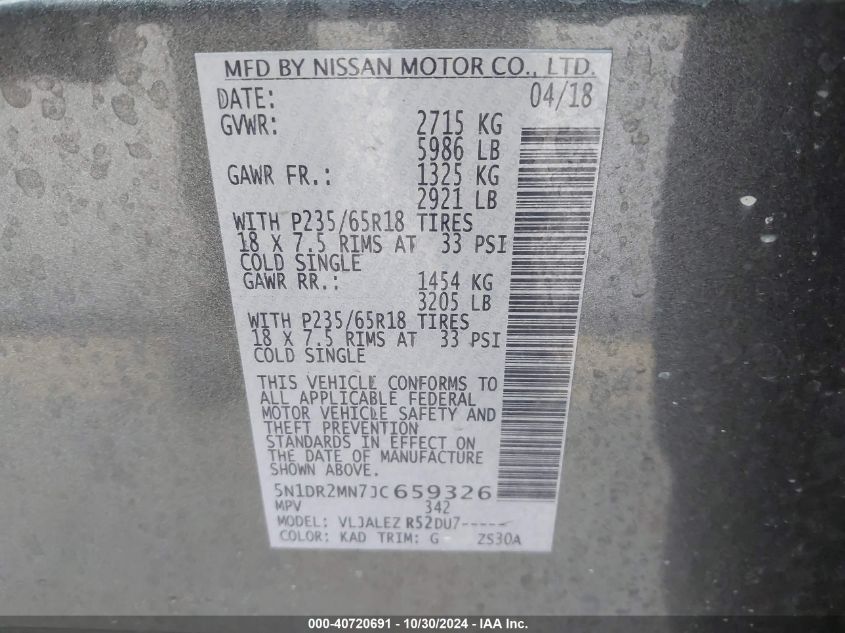 MFD BY NISSAN MOTOR CO., LTD.
DATE: 04/18
GVWR: 2715 KG
5986 LB
GAWR FR.: 1325 KG
2921 LB
WITH P235/65R18 TIRES
18 X 7.5 RIMS AT 33 PSI
COLD SINGLE
GAWR RR.: 1454 KG
3205 LB
WITH P235/65R18 TIRES
18 X 7.5 RIMS AT 33 PSI
COLD SINGLE
THIS VEHICLE CONFORMS TO
ALL APPLICABLE FEDERAL
MOTOR VEHICLE SAFETY AND
THEFT PREVENTION
STANDARDS IN EFFECT ON
THE DATE OF MANUFACTURE
SHOWN ABOVE.
5N1DR2MN7JC659326
MPV 342
MODEL: VLJALEZ R52DU7-----
COLOR: KAD TRIM: G ZS30A
000-40720691 - 10/30/2024 - IAA Inc.